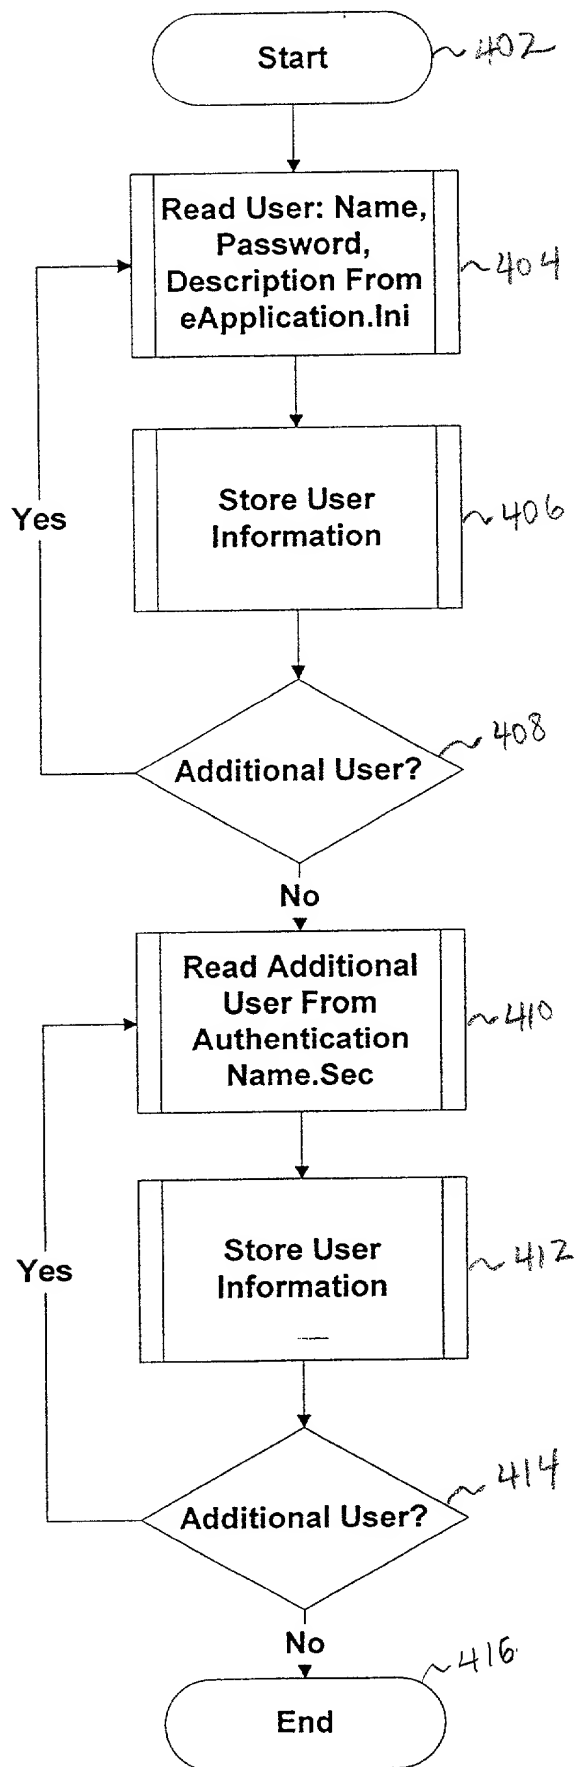 Start
402
Read User: Name,
Password,
Description From
eApplication.Ini
404
Store User
Information
406
Yes
Additional User?
408
No
Read Additional
User From
Authentication
Name.Sec
410
Store User
Information
412
Yes
Additional User?
414
No
End
416